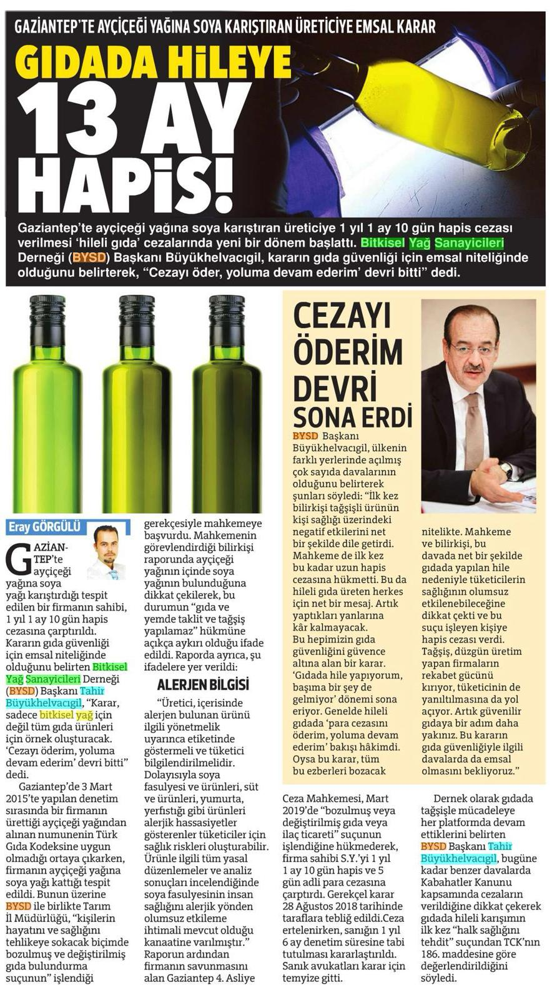 GAZİANTEP'TE AYÇİÇEĞİ YAĞINA SOYA KARIŞTIRAN ÜRETİCİYE EMSAL KARAR
GIDADA HİLEYE
13 AY
HAPİS!
Gaziantep'te ayçiçeği yağına soya karıştıran üreticiye 1 yıl 1 ay 10 gün hapis cezası
verilmesi 'hileli gıda' cezalarında yeni bir dönem başlattı. Bitkisel Yağ Sanayicileri
Derneği (BYSD) Başkanı Büyükhelvacıgil, kararın gıda güvenliği için emsal niteliğinde
olduğunu belirterek, "Cezayı öder, yoluma devam ederim' devri bitti" dedi.
CEZAYI
ÖDERİM
DEVRİ
SONA ERDİ
BYSD Başkanı
Büyükhelvacıgil, ülkenin
farklı yerlerinde açılmış
çok sayıda davalarının
olduğunu belirterek
şunları söyledi: "İlk kez
bilirkişi tağşişli ürünün
kişi sağlığı üzerindeki
negatif etkilerini net
bir şekilde dile getirdi.
Mahkeme de ilk kez
bu kadar uzun hapis
cezasına hükmetti. Bu da
hileli gıda üreten herkes
için net bir mesaj. Artık
yaptıkları yanlarına
kâr kalmayacak.
Bu hepimizin gıda
güvenliğini güvence
altına alan bir karar.
'Gıdada hile yapıyorum,
başıma bir şey de
gelmiyor' dönemi sona
eriyor. Genelde hileli
gıdada 'para cezasını
öderim, yoluma devam
ederim' bakışı hâkimdi.
Oysa bu karar, tüm
bu ezberleri bozacak
nitelikte. Mahkeme
ve bilirkişi, bu
davada net bir şekilde
gıdada yapılan hile
nedeniyle tüketicilerin
sağlığının olumsuz
etkilenebileceğine
dikkat çekti ve bu
suçu işleyen kişiye
hapis cezası verdi.
Tağşiş, düzgün üretim
yapan firmaların
rekabet gücünü
kırıyor, tüketicinin de
yanıltılmasına da yol
açıyor. Artık güvenilir
gıdaya bir adım daha
yakınız. Bu kararın
gıda güvenliğiyle ilgili
davalarda da emsal
olmasını bekliyoruz."
Eray GÖRGÜLÜ
GAZİAN-
TEP'te
ayçiçeği
yağına soya
yağı karıştırdığı tespit
edilen bir firmanın sahibi,
1 yıl 1 ay 10 gün hapis
cezasına çarptırıldı.
Kararın gıda güvenliği
için emsal niteliğinde
olduğunu belirten Bitkisel
Yağ Sanayicileri Derneği
(BYSD) Başkanı Tahir
Büyükhelvacıgil, "Karar,
sadece bitkisel yağ için
değil tüm gıda ürünleri
için örnek oluşturacak.
'Cezayı öderim, yoluma
devam ederim' devri bitti"
dedi.
Gaziantep'de 3 Mart
2015'te yapılan denetim
sırasında bir firmanın
ürettiği ayçiçeği yağından
alınan numunenin Türk
Gıda Kodeksine uygun
olmadığı ortaya çıkarken,
firmanın ayçiçeği yağına
soya yağı kattığı tespit
edildi. Bunun üzerine
BYSD ile birlikte Tarım
İl Müdürlüğü, "kişilerin
hayatını ve sağlığını
tehlikeye sokacak biçimde
bozulmuş ve değiştirilmiş
gıda bulundurma
suçunun" işlendiği
gerekçesiyle mahkemeye
başvurdu. Mahkemenin
görevlendirdiği bilirkişi
raporunda ayçiçeği
yağının içinde soya
yağının bulunduğuna
dikkat çekilerek, bu
durumun "gıda ve
yemde taklit ve tağşiş
yapılamaz" hükmüne
açıkça aykırı olduğu ifade
edildi. Raporda ayrıca, şu
ifadelere yer verildi:
ALERJEN BİLGİSİ
"Üretici, içerisinde
alerjen bulunan ürünü
ilgili yönetmelik
uyarınca etiketinde
göstermeli ve tüketici
bilgilendirilmelidir.
Dolayısıyla soya
fasulyesi ve ürünleri, süt
ve ürünleri, yumurta,
yerfıstığı gibi ürünleri
alerjik hassasiyetler
gösterenler tüketiciler için
sağlık riskleri oluşturabilir.
Ürünle ilgili tüm yasal
düzenlemeler ve analiz
sonuçları incelendiğinde
soya fasulyesinin insan
sağlığını alerjik yönden
olumsuz etkileme
ihtimali mevcut olduğu
kanaatine varılmıştır."
Raporun ardından
firmanın savunmasını
alan Gaziantep 4. Asliye
Ceza Mahkemesi, Mart
2019'de "bozulmuş veya
değiştirilmiş gıda veya
ilaç ticareti" suçunun
işlendiğine hükmederek,
firma sahibi S.Y.'yi 1 yıl
1 ay 10 gün hapis ve 5
gün adli para cezasına
çarptırdı. Gerekçel karar
28 Ağustos 2018 tarihinde
taraflara tebliğ edildi.Ceza
ertelenirken, sanığın 1 yıl
6 ay denetim süresine tabi
tutulması kararlaştırıldı.
Sanık avukatları karar için
temyize gitti.
Dernek olarak gıdada
tağşişle mücadeleye
her platformda devam
ettiklerini belirten
BYSD Başkanı Tahir
Büyükhelvacıgil, bugüne
kadar benzer davalarda
Kabahatler Kanunu
kapsamında cezaların
verildiğine dikkat çekerek
gıdada hileli karışımın
ilk kez "halk sağlığını
tehdit" suçundan TCK'nın
186. maddesine göre
değerlendirildiğini
söyledi.